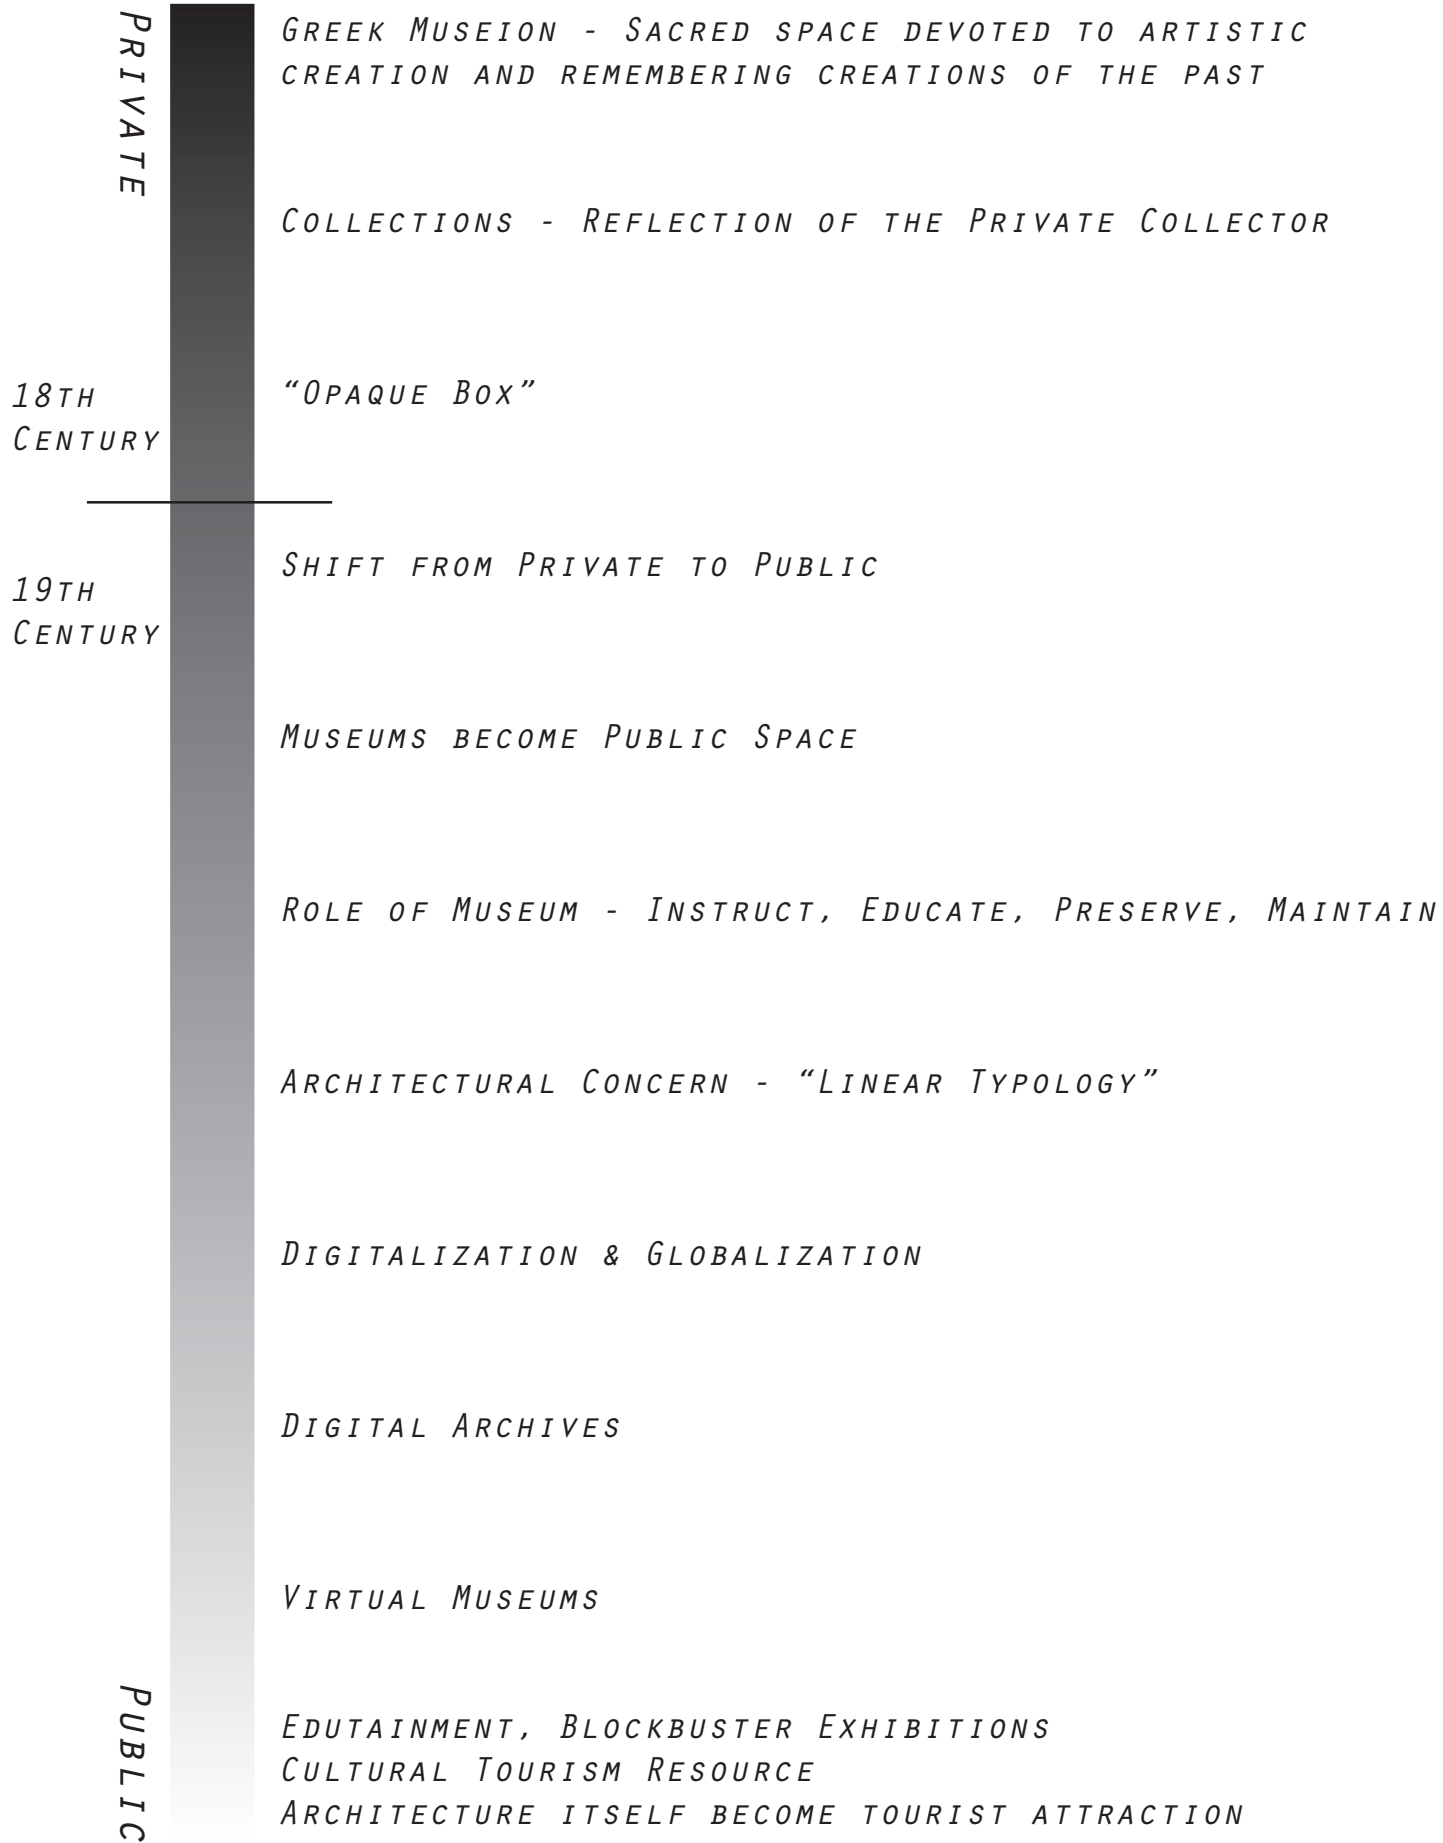 PRIVATE
GREEK MUSEION - SACRED SPACE DEVOTED TO ARTISTIC
CREATION AND REMEMBERING CREATIONS OF THE PAST
COLLECTIONS - REFLECTION OF THE PRIVATE COLLECTOR
18TH
CENTURY
“OPAQUE BOX”
SHIFT FROM PRIVATE TO PUBLIC
19TH
CENTURY
MUSEUMS BECOME PUBLIC SPACE
ROLE OF MUSEUM - INSTRUCT, EDUCATE, PRESERVE, MAINTAIN
ARCHITECTURAL CONCERN - “LINEAR TYPOLOGY”
DIGITALIZATION & GLOBALIZATION
DIGITAL ARCHIVES
VIRTUAL MUSEUMS
PUBLIC
EDUTAINMENT, BLOCKBUSTER EXHIBITIONS
CULTURAL TOURISM RESOURCE
ARCHITECTURE ITSELF BECOME TOURIST ATTRACTION